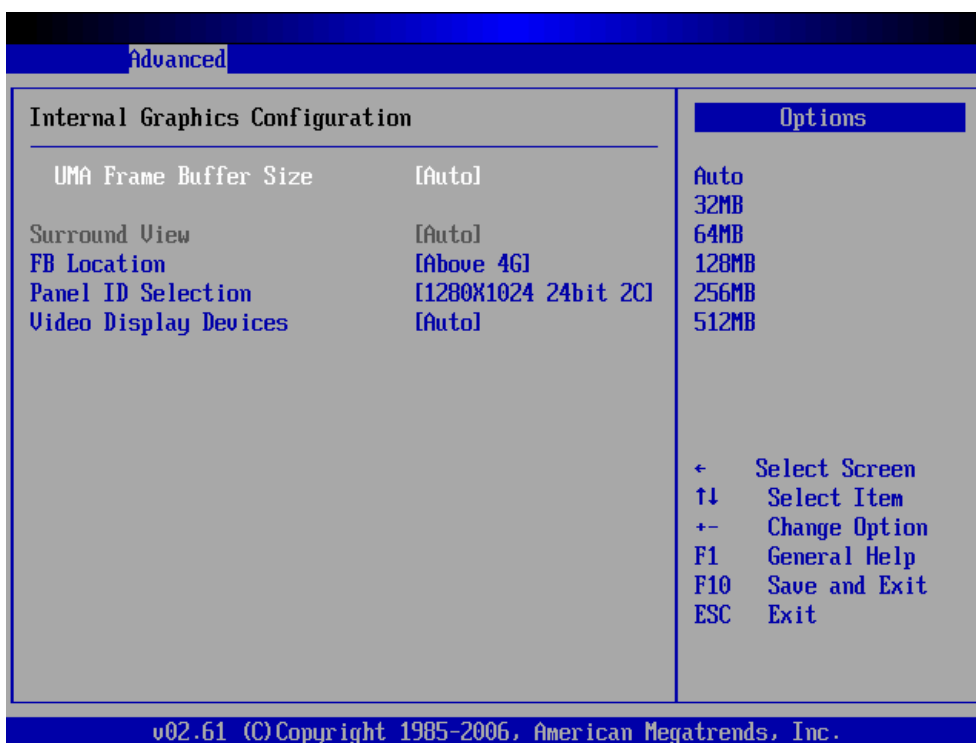 Advanced
Internal Graphics Configuration
UMA Frame Buffer Size [Auto]
Surround View [Auto]
FB Location [Above 4G]
Panel ID Selection [1280X1024 24bit 2C]
Video Display Devices [Auto]
Options
Auto
32MB
64MB
128MB
256MB
512MB
← Select Screen
↑↓ Select Item
+- Change Option
F1 General Help
F10 Save and Exit
ESC Exit
v02.61 (C)Copyright 1985-2006, American Megatrends, Inc.